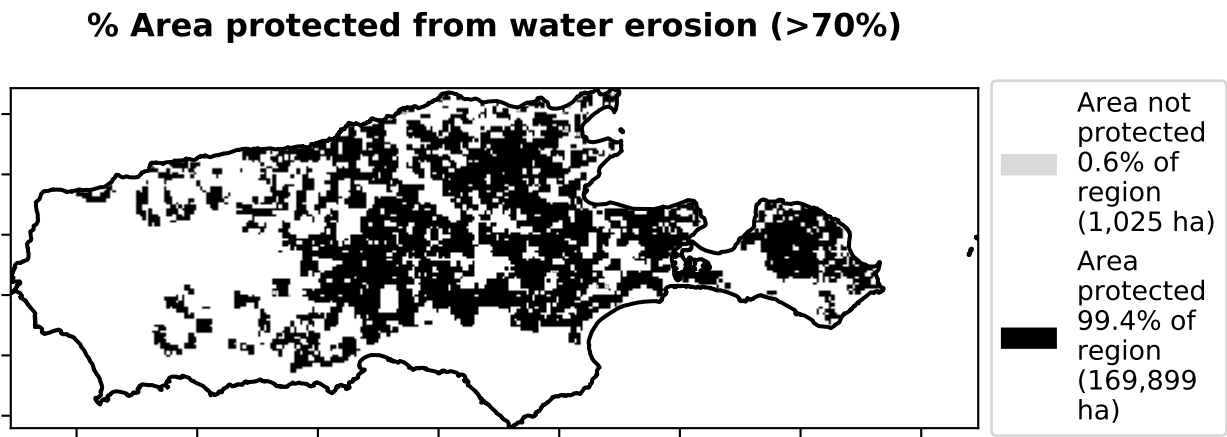 % Area protected from water erosion (>70%)
Area not
protected
0.6% of
region
(1,025 ha)
Area
protected
99.4% of
region
(169,899
ha)